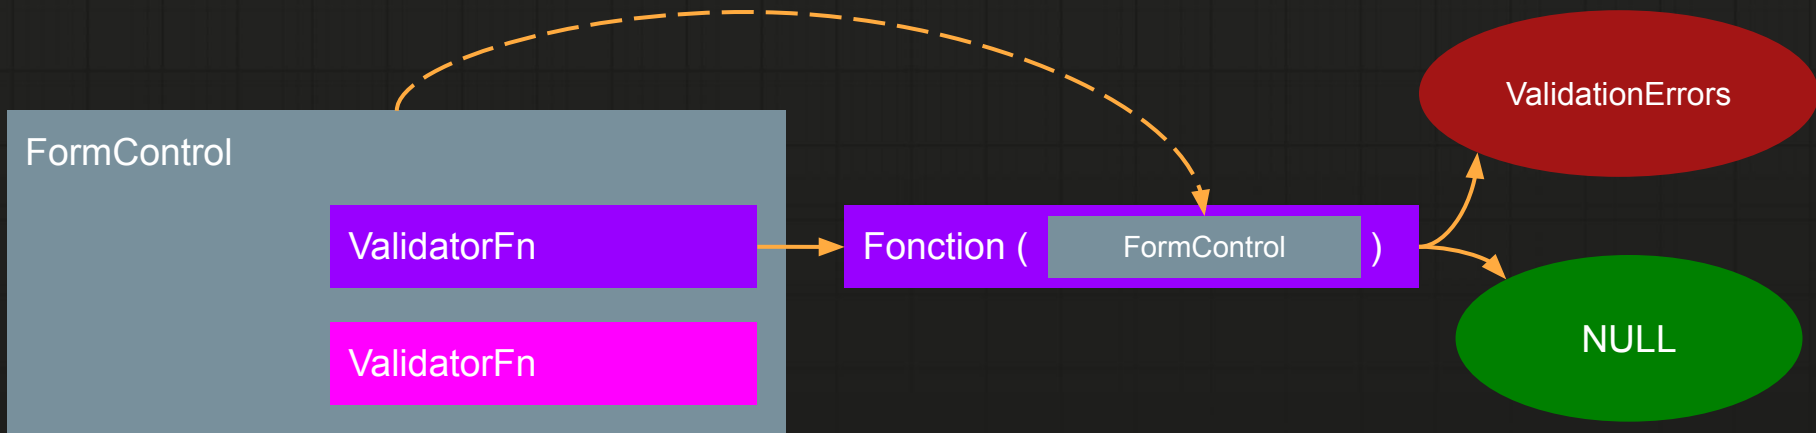 FormControl
ValidatorFn
ValidatorFn
Fonction ( FormControl )
ValidationErrors
NULL